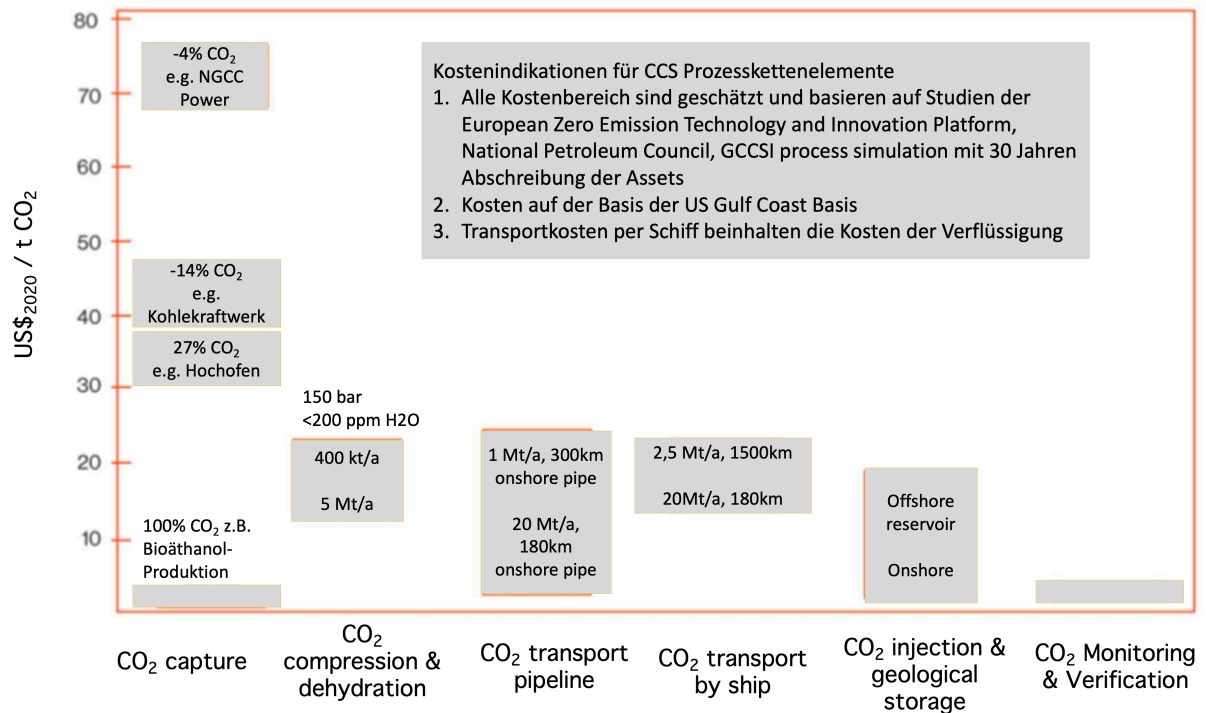 80
70
60
50
40
30
20
10
US$₂₀₂₀ / t CO₂
-4% CO₂
e.g. NGCC
Power
-14% CO₂
e.g.
Kohlekraftwerk
27% CO₂
e.g. Hochofen
100% CO₂ z.B.
Bioäthanol-
Produktion
Kostenindikationen für CCS Prozesskettenelemente
1. Alle Kostenbereich sind geschätzt und basieren auf Studien der
European Zero Emission Technology and Innovation Platform,
National Petroleum Council, GCCSI process simulation mit 30 Jahren
Abschreibung der Assets
2. Kosten auf der Basis der US Gulf Coast Basis
3. Transportkosten per Schiff beinhalten die Kosten der Verflüssigung
150 bar
<200 ppm H2O
400 kt/a
5 Mt/a
1 Mt/a, 300km
onshore pipe
20 Mt/a,
180km
onshore pipe
2,5 Mt/a, 1500km
20Mt/a, 180km
Offshore
reservoir
Onshore
CO₂ capture
CO₂
compression &
dehydration
CO₂ transport
pipeline
CO₂ transport
by ship
CO₂ injection &
geological
storage
CO₂ Monitoring
& Verification